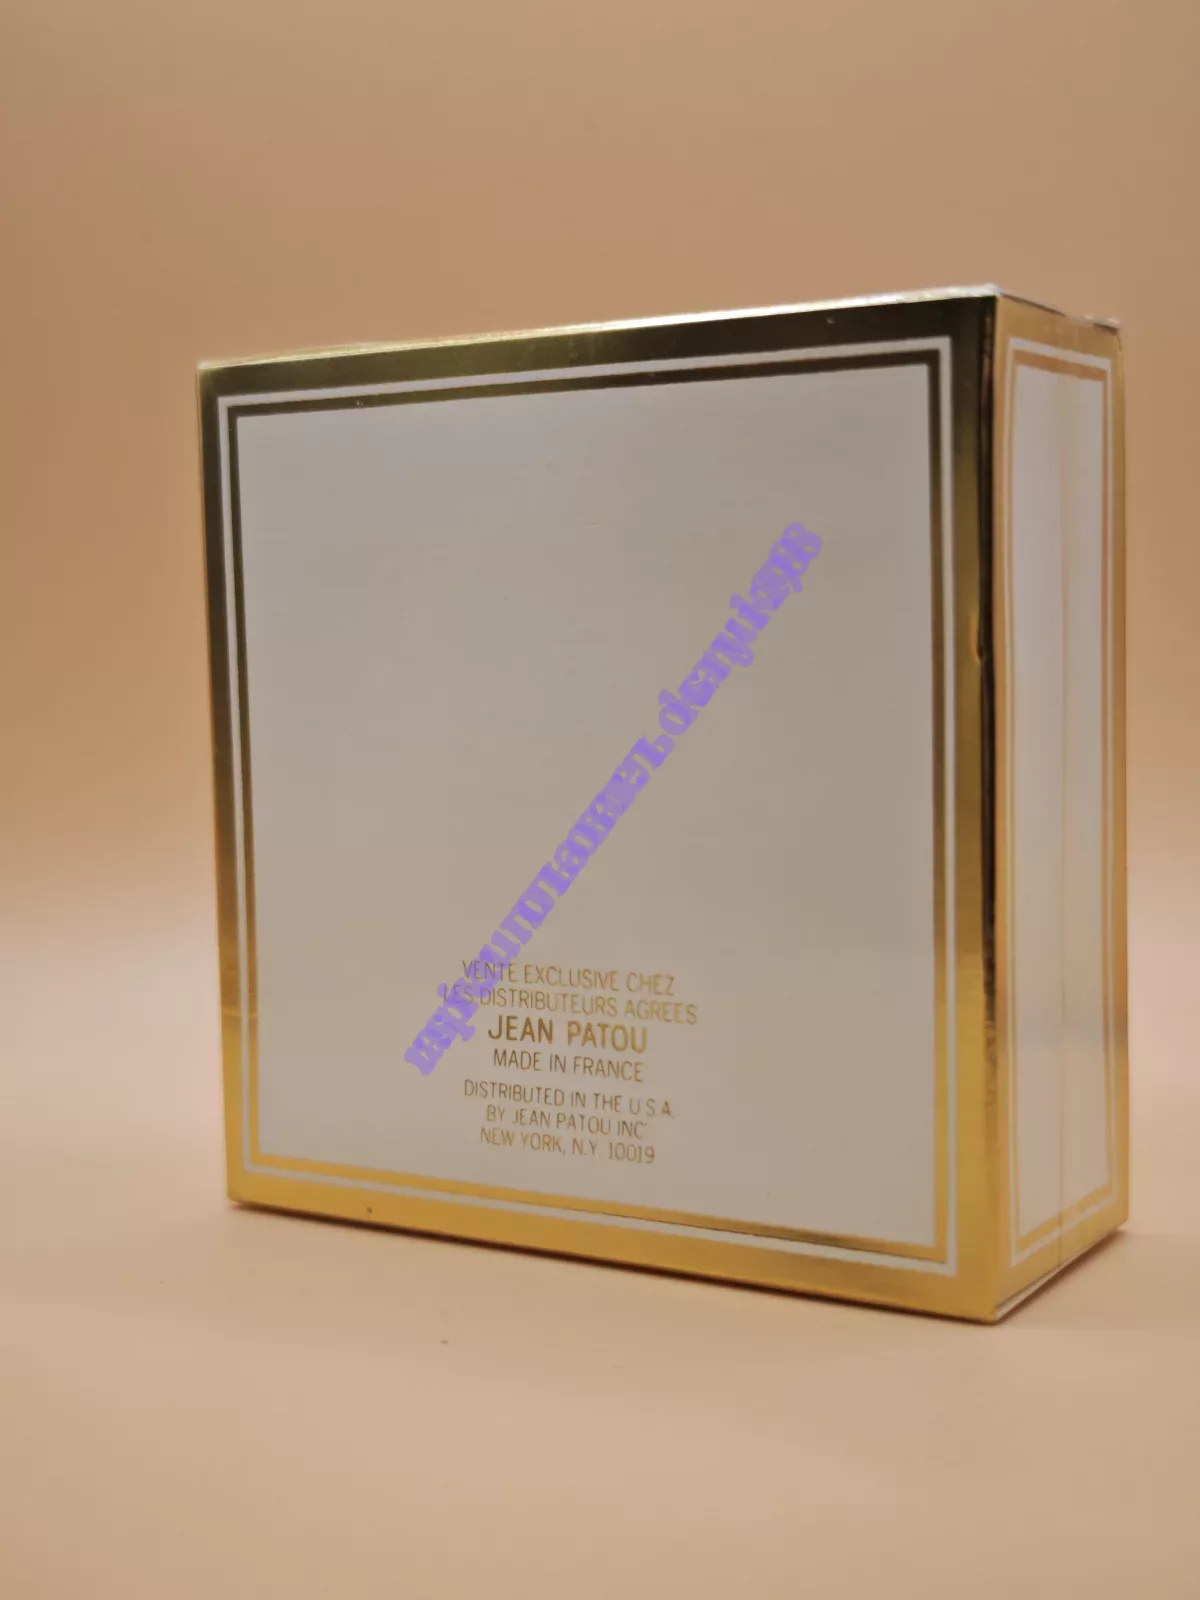 VENTE EXCLUSIVE CHEZ
LES DISTRIBUTEURS AGREES
JEAN PATOU
MADE IN FRANCE
DISTRIBUTED IN THE U.S.A.
BY JEAN PATOU INC
NEW YORK, N.Y. 10019